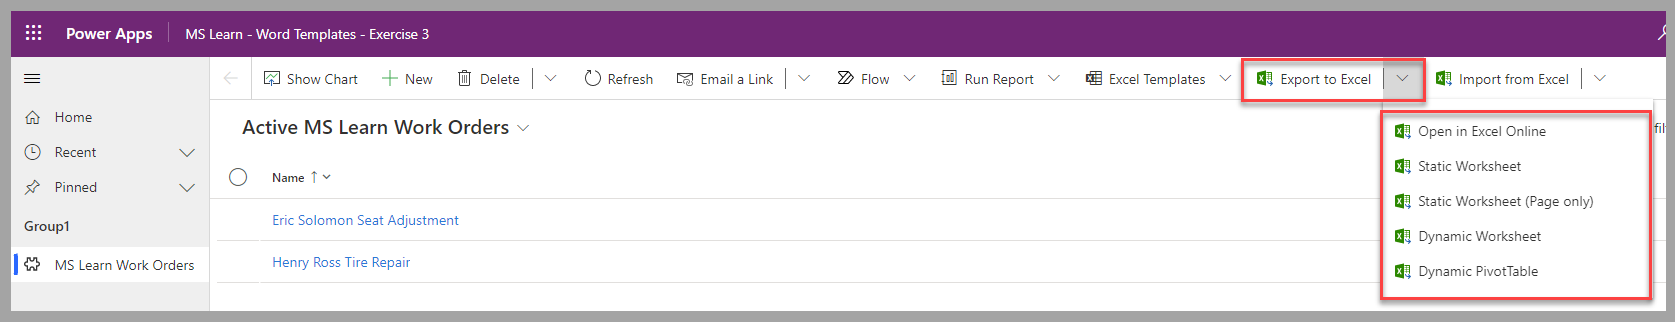 Power Apps MS Learn - Word Templates - Exercise 3
Show Chart New Delete Refresh Email a Link Flow Run Report Excel Templates Export to Excel Import from Excel
Home
Recent
Pinned
Group1
MS Learn Work Orders
Active MS Learn Work Orders
Name
Eric Solomon Seat Adjustment
Henry Ross Tire Repair
Open in Excel Online
Static Worksheet
Static Worksheet (Page only)
Dynamic Worksheet
Dynamic PivotTable